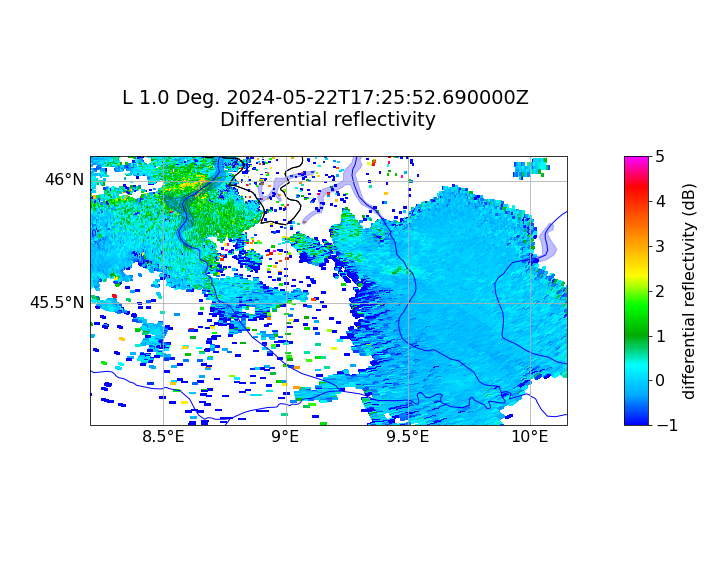 L 1.0 Deg. 2024-05-22T17:25:52.690000Z
Differential reflectivity
46°N
45.5°N
8.5°E
9°E
9.5°E
10°E
5
4
3
2
1
0
−1
differential reflectivity (dB)